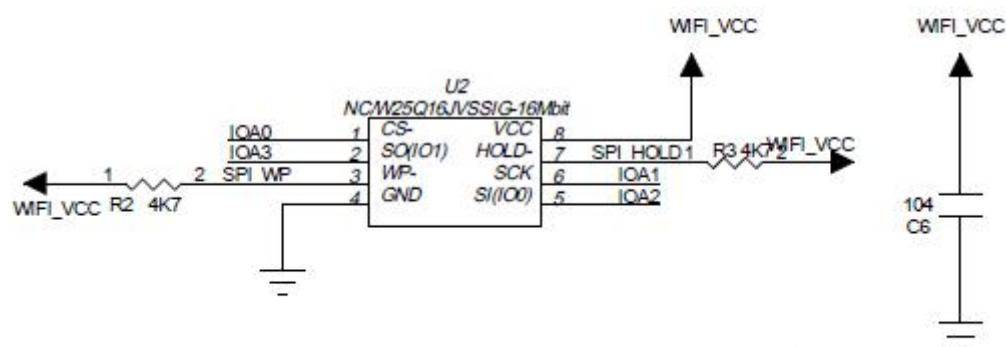 WIFI_VCC
WIFI_VCC
U2
NC/W25Q16JVSSIG-16Mbit
IOA0 1 CS- VCC 8
IOA3 2 SO(IO1) HOLD- 7 SPI_HOLD 1 R3 4K7 2 WIFI_VCC
1 2 SPI_WP 3 WP- SCK 6 IOA1
WIFI_VCC R2 4K7 4 GND SI(IO0) 5 IOA2
104
C6